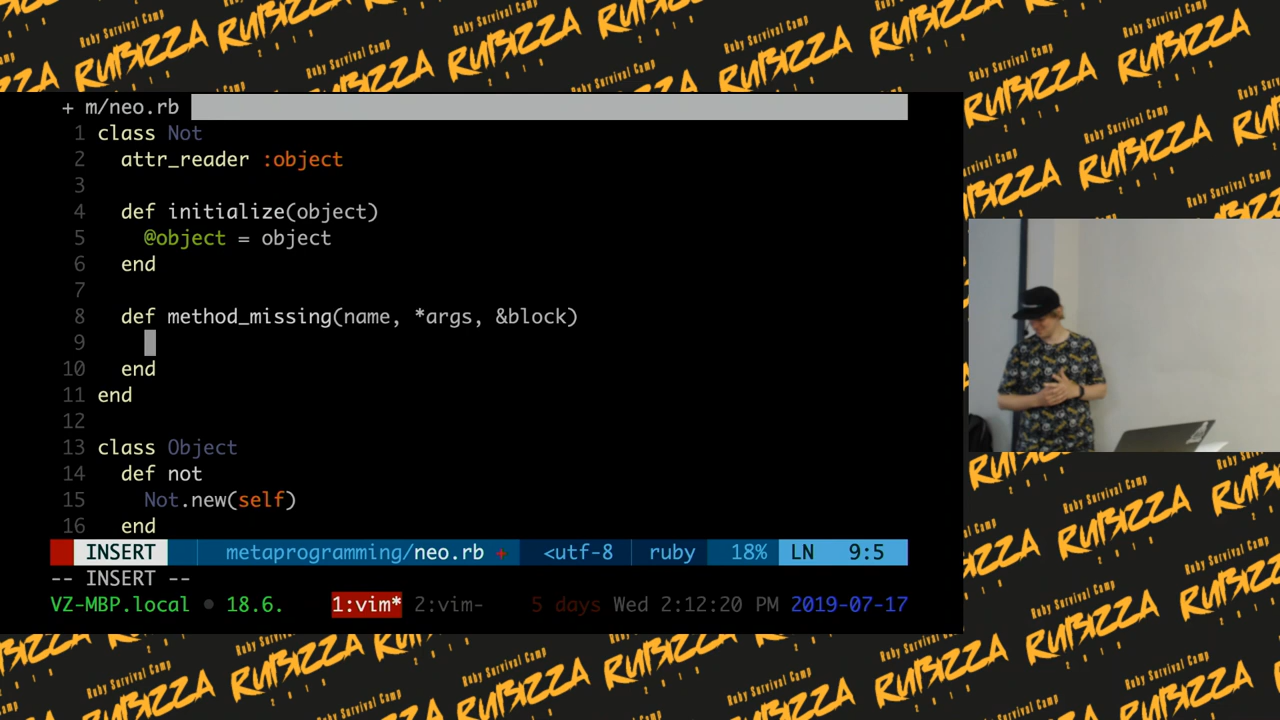 Ruby Survival Camp
RUBIZZA
2019
+ m/neo.rb
1 class Not
2 attr_reader :object
3
4 def initialize(object)
5 @object = object
6 end
7
8 def method_missing(name, *args, &block)
9
10 end
11 end
12
13 class Object
14 def not
15 Not.new(self)
16 end
INSERT metaprogramming/neo.rb + <utf-8 ruby 18% LN 9:5
-- INSERT --
VZ-MBP.local • 18.6. 1:vim* 2:vim- 5 days Wed 2:12:20 PM 2019-07-17